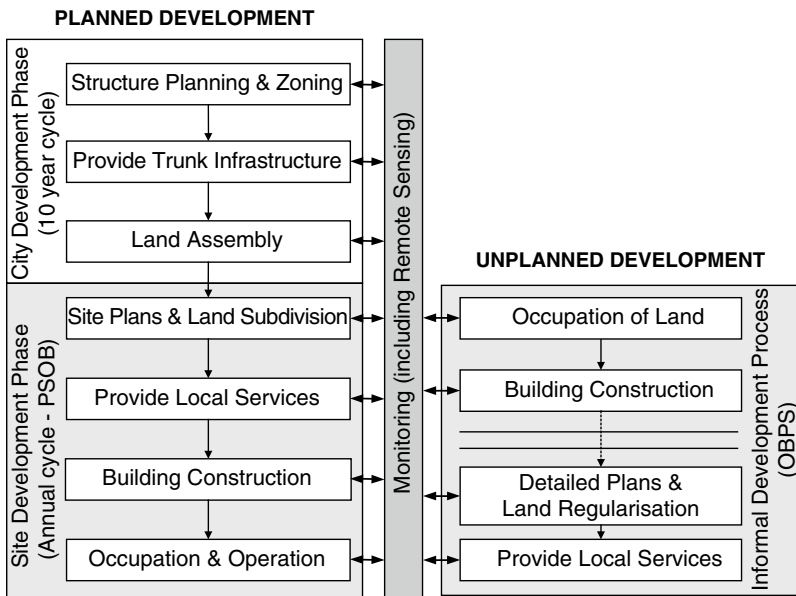 PLANNED DEVELOPMENT
City Development Phase
(10 year cycle)
Structure Planning & Zoning
Provide Trunk Infrastructure
Land Assembly
Site Development Phase
(Annual cycle - PSOB)
Site Plans & Land Subdivision
Provide Local Services
Building Construction
Occupation & Operation
Monitoring (including Remote Sensing)
UNPLANNED DEVELOPMENT
Occupation of Land
Building Construction
Detailed Plans &
Land Regularisation
Provide Local Services
Informal Development Process
(OBPS)